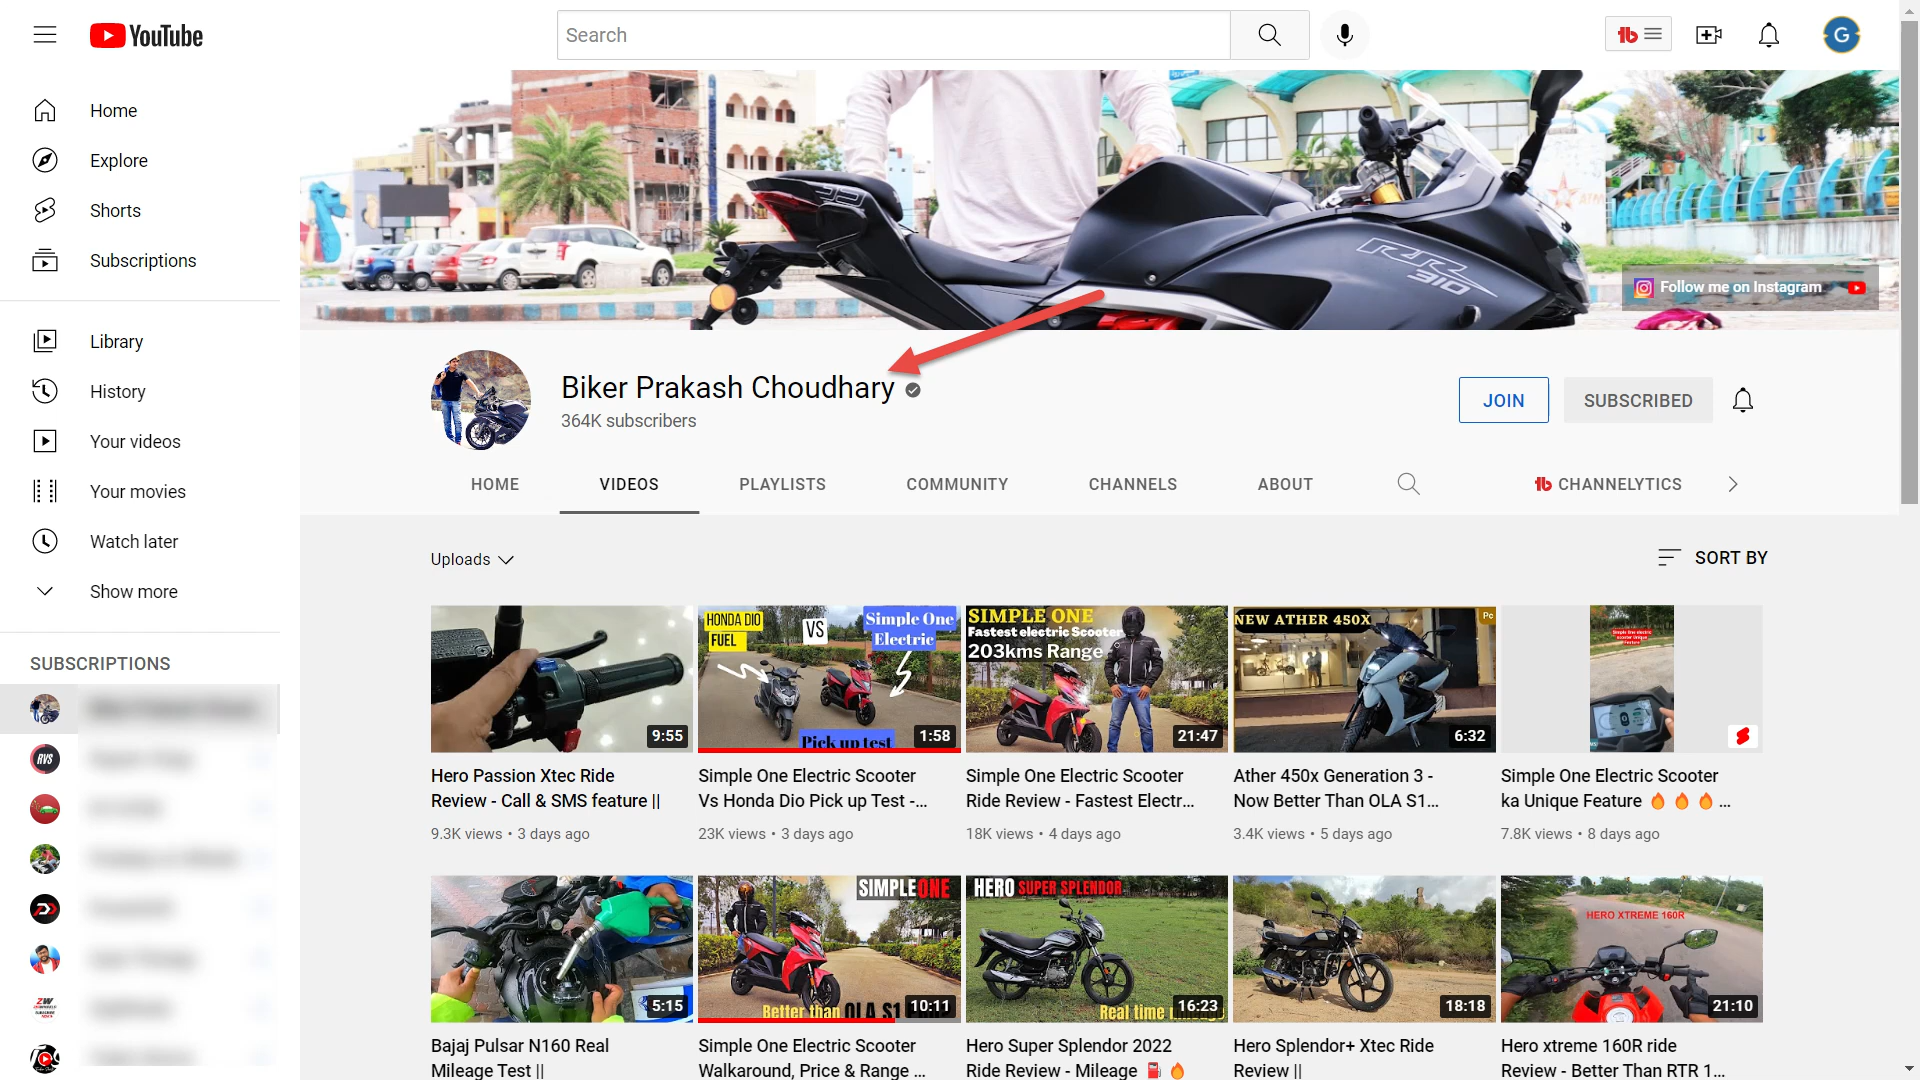 YouTube
Search
G
Home
Explore
Shorts
Subscriptions
Library
History
Your videos
Your movies
Watch later
Show more
SUBSCRIPTIONS
RR
310
Follow me on Instagram
Biker Prakash Choudhary
364K subscribers
JOIN
SUBSCRIBED
HOME
VIDEOS
PLAYLISTS
COMMUNITY
CHANNELS
ABOUT
CHANNELYTICS
Uploads
SORT BY
9:55
Hero Passion Xtec Ride
Review - Call & SMS feature ||
9.3K views • 3 days ago
HONDA DIO
FUEL
VS
Simple One
Electric
Pick up test
1:58
Simple One Electric Scooter
Vs Honda Dio Pick up Test -...
23K views • 3 days ago
SIMPLE ONE
Fastest electric Scooter
203kms Range
21:47
Simple One Electric Scooter
Ride Review - Fastest Electr...
18K views • 4 days ago
NEW ATHER 450X
Pc
6:32
Ather 450x Generation 3 -
Now Better Than OLA S1...
3.4K views • 5 days ago
Simple One Electric Scooter
ka Unique Feature 🔥 🔥 🔥 ...
7.8K views • 8 days ago
5:15
Bajaj Pulsar N160 Real
Mileage Test ||
SIMPLE ONE
Better than OLA S1
10:11
Simple One Electric Scooter
Walkaround, Price & Range ...
HERO SUPER SPLENDOR
Real time mileage
16:23
Hero Super Splendor 2022
Ride Review - Mileage ⛽ 🔥
18:18
Hero Splendor+ Xtec Ride
Review ||
HERO XTREME 160R
21:10
Hero xtreme 160R ride
Review - Better Than RTR 1...
RVS
ZW